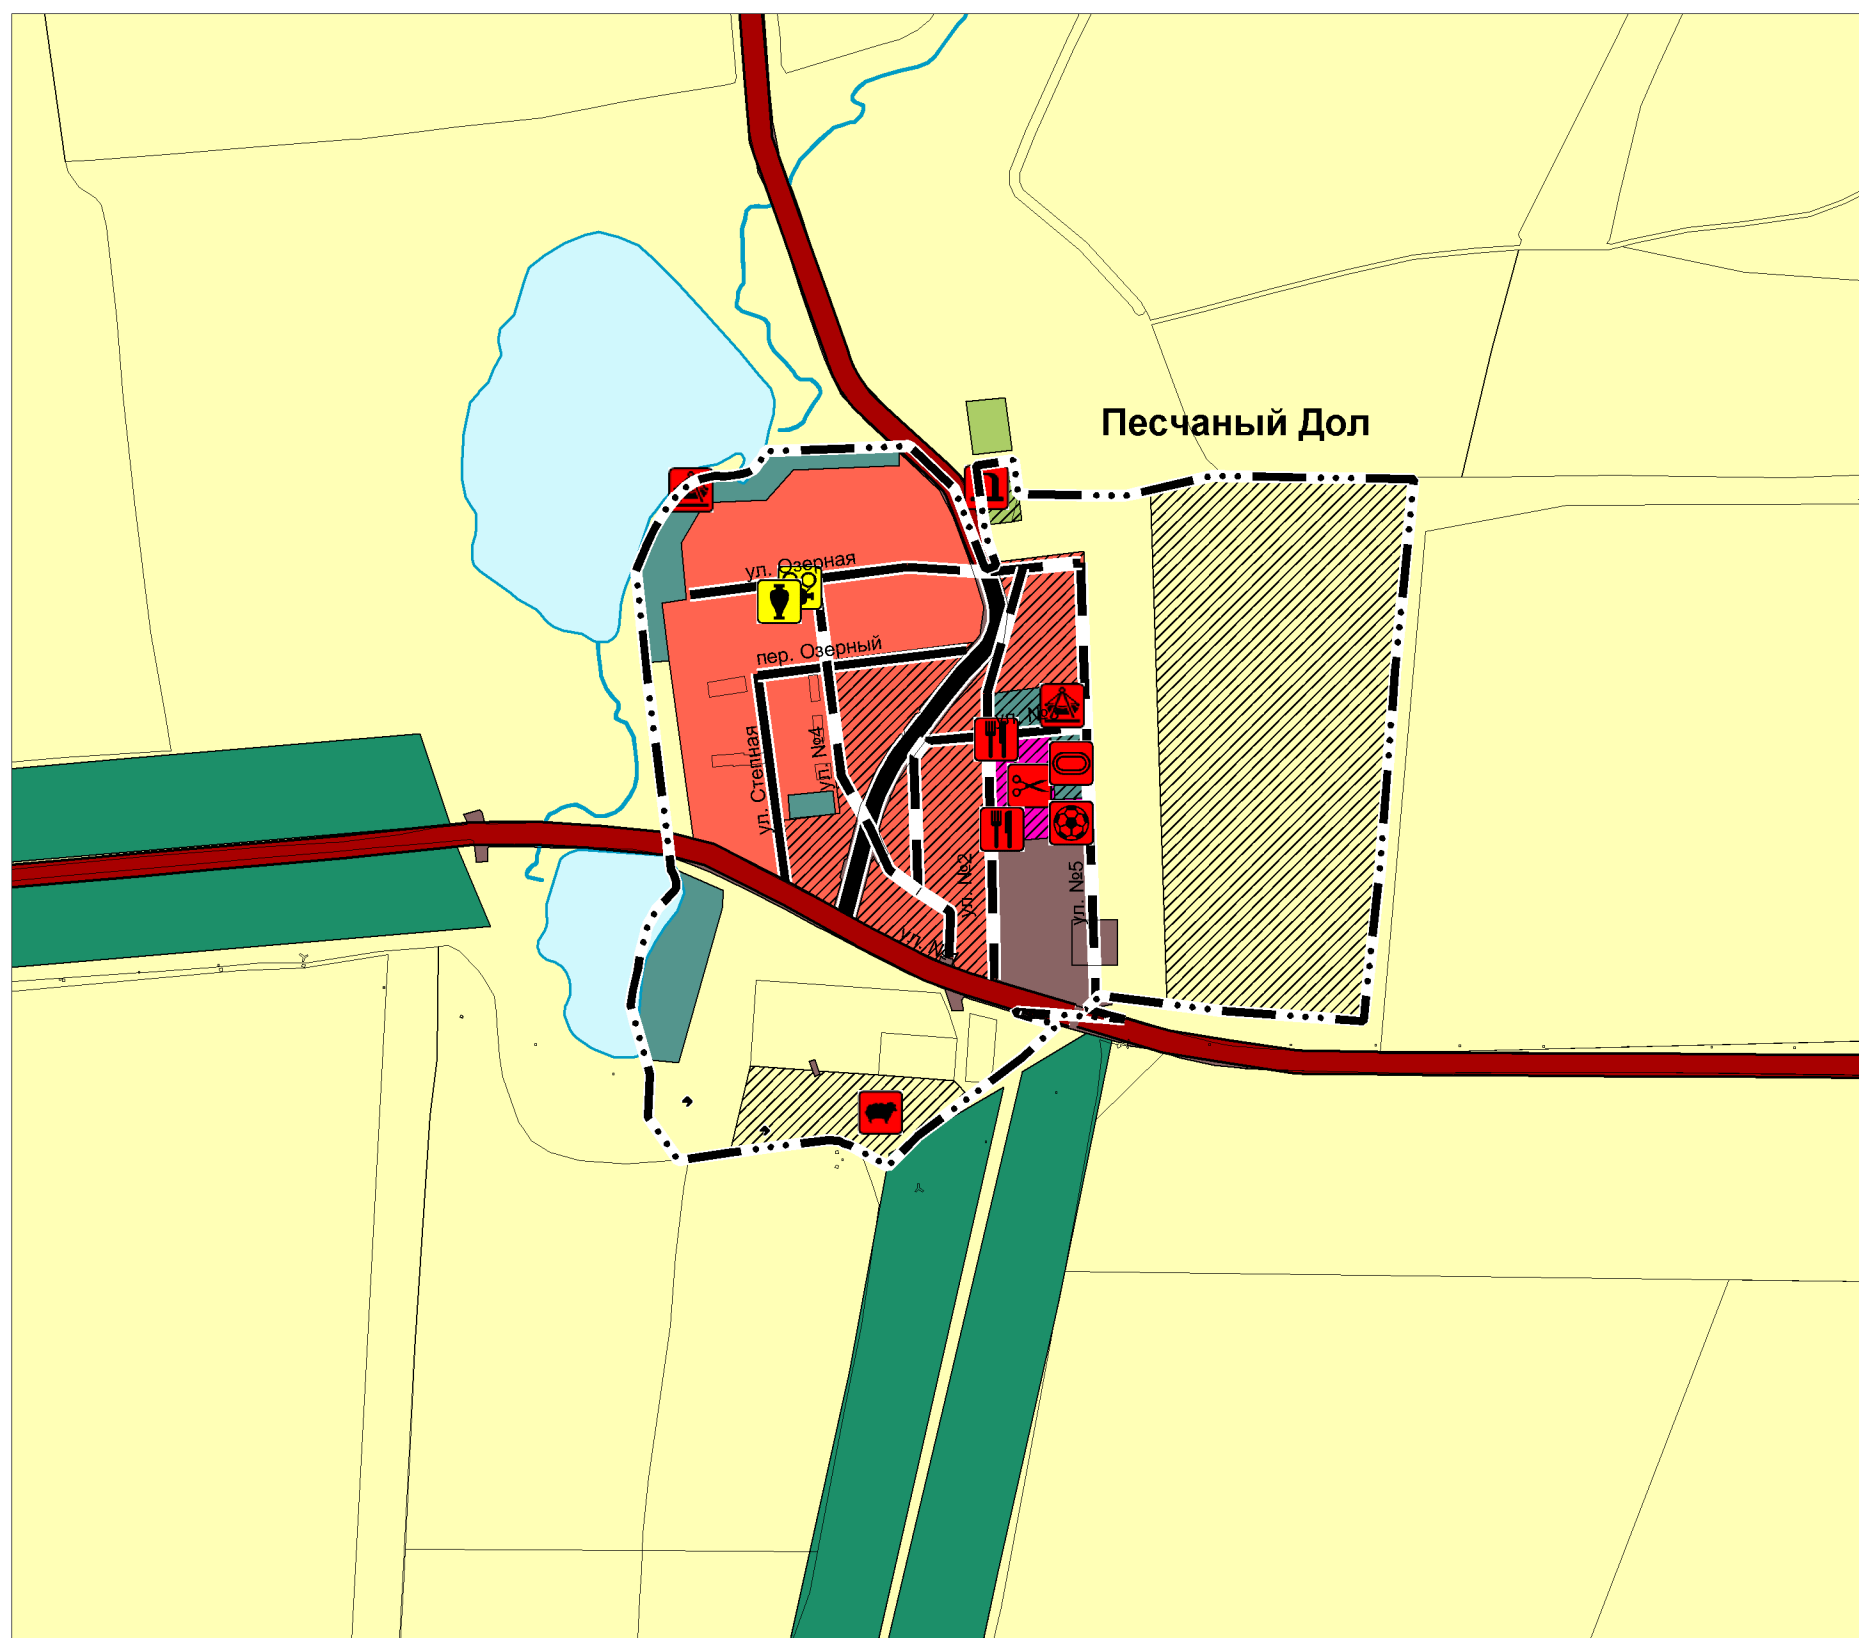 Песчаный Дол
ул. Озерная
пер. Озерный
ул. №4
ул. Степная
ул. №2
ул. №5